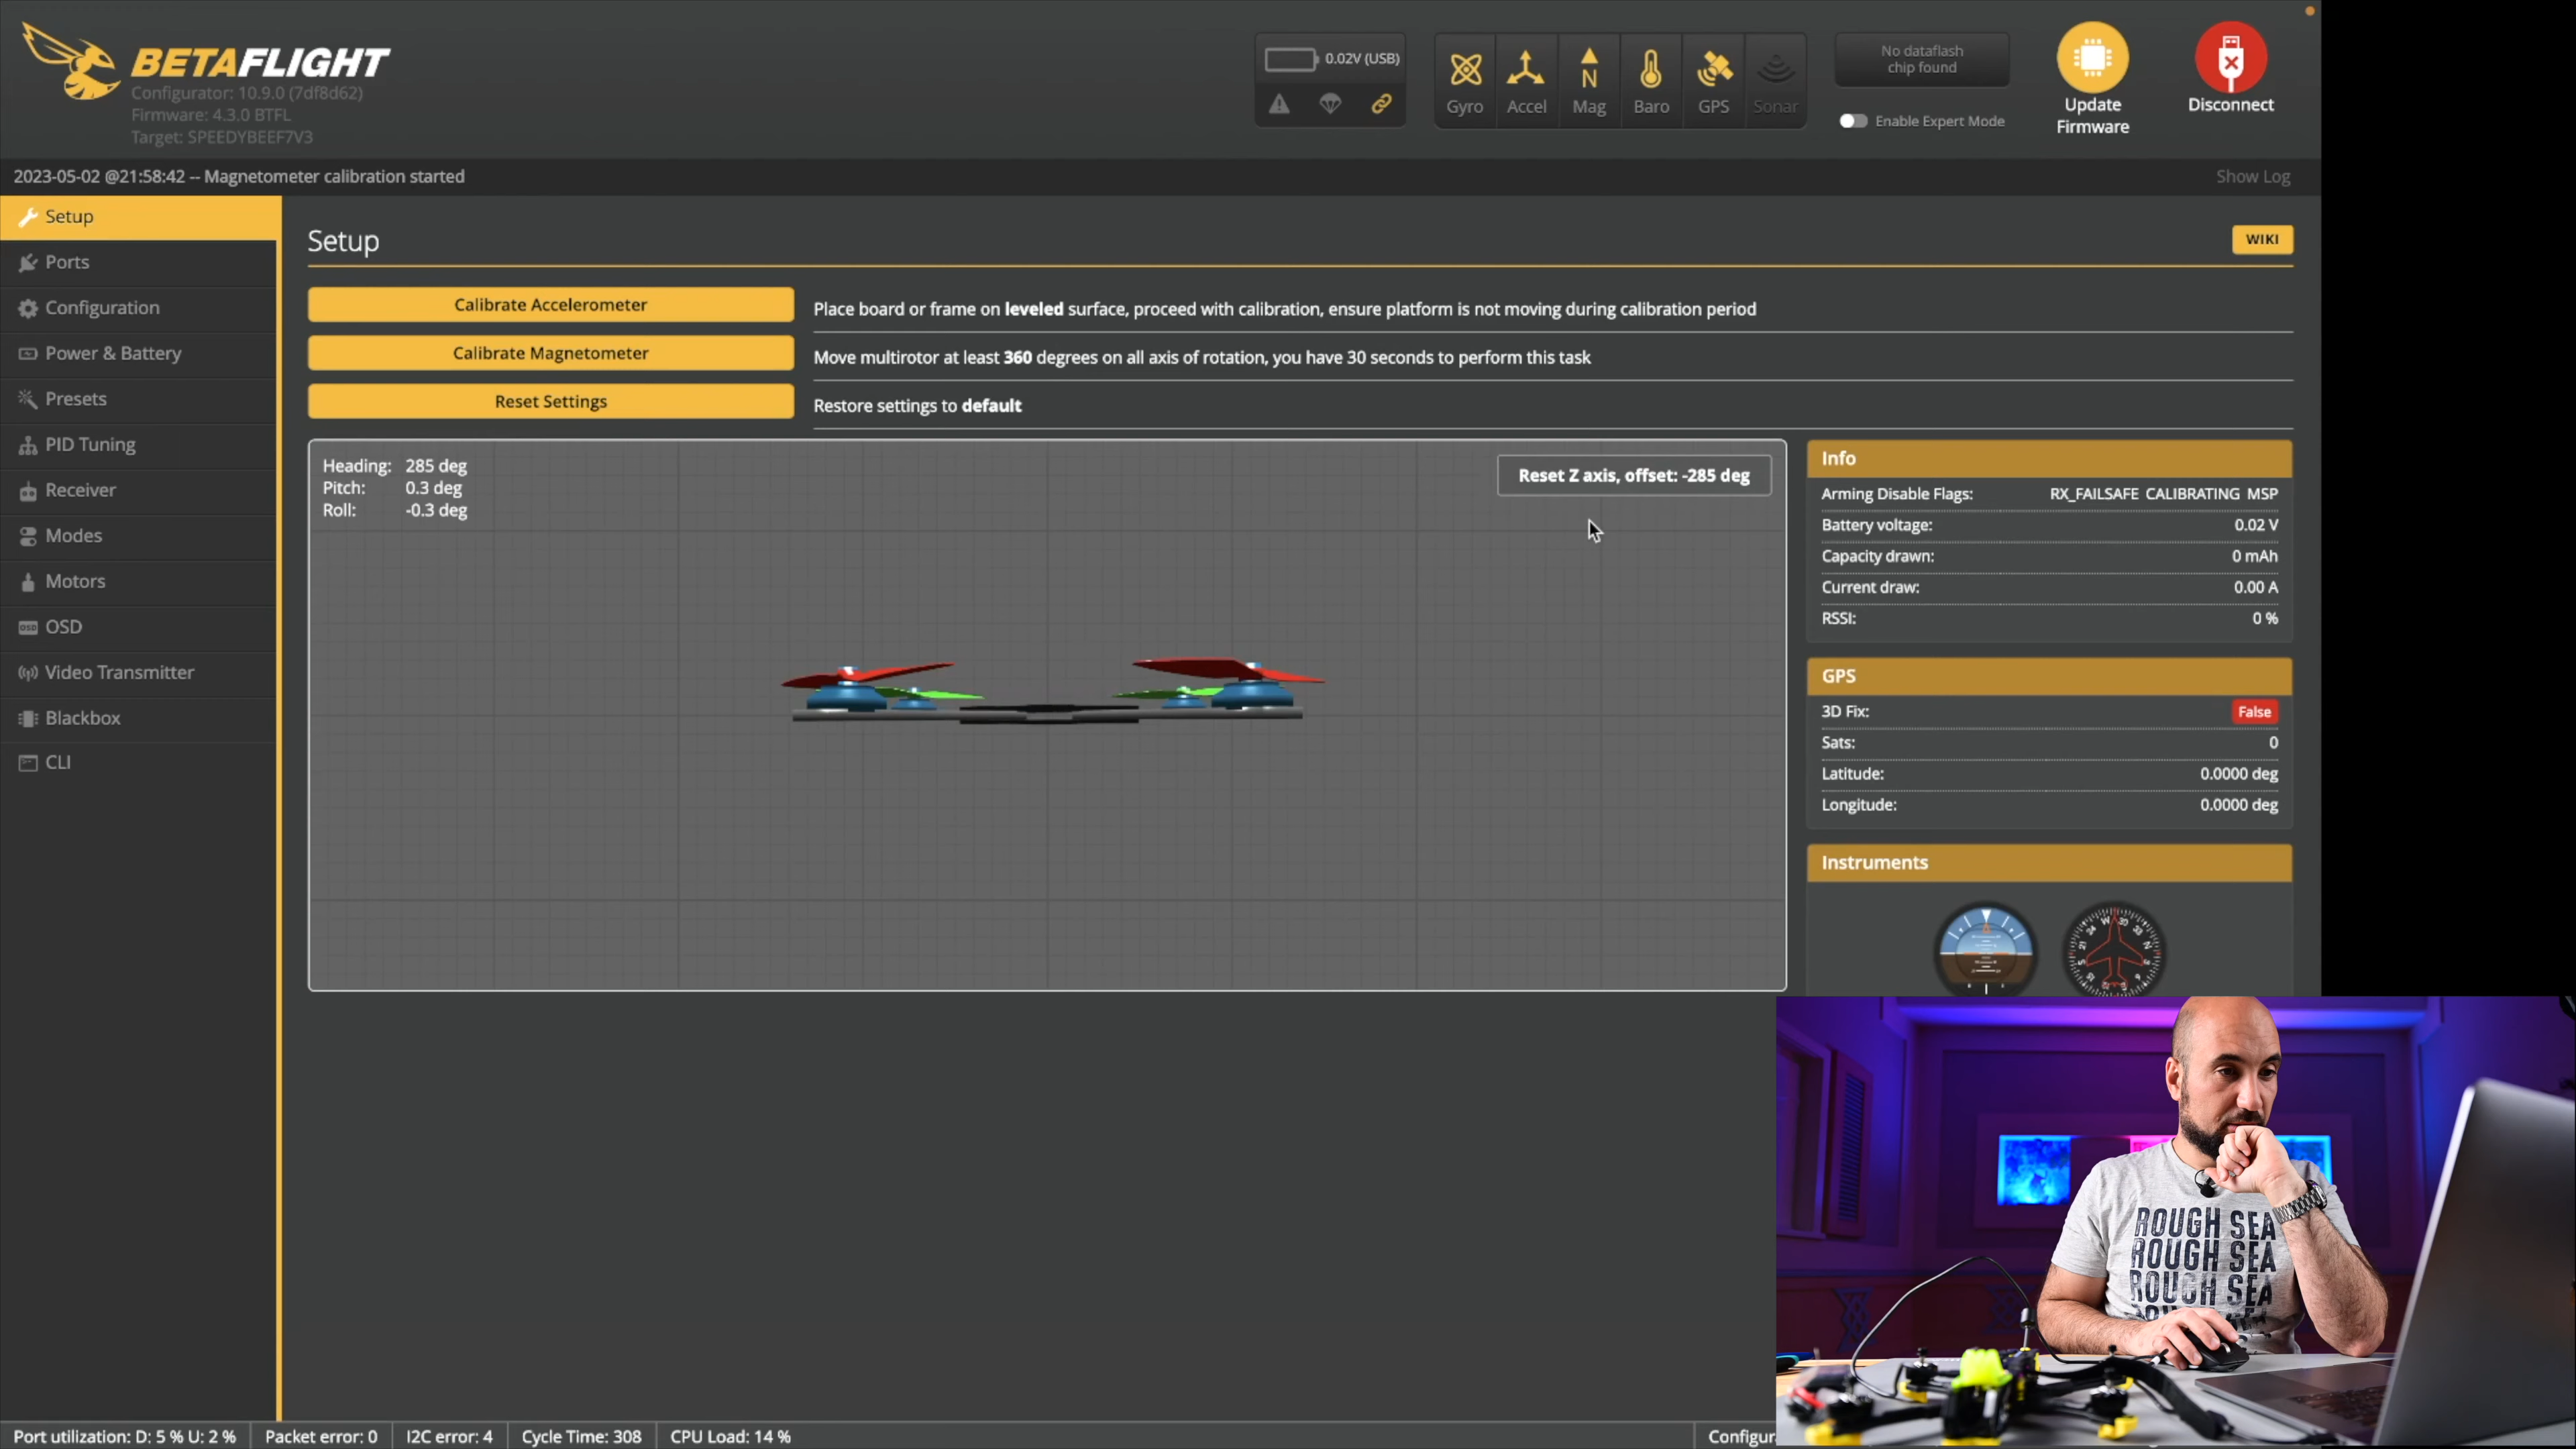 BETAFLIGHT
Configurator: 10.9.0 (7df8d62)
Firmware: 4.3.0 BTFL
Target: SPEEDYBEEF7V3
0.02V (USB)
Gyro
Accel
N
Mag
Baro
GPS
Sonar
No dataflash
chip found
Enable Expert Mode
Update
Firmware
Disconnect
2023-05-02 @21:58:42 -- Magnetometer calibration started
Show Log
Setup
Ports
Configuration
Power & Battery
Presets
PID Tuning
Receiver
Modes
Motors
OSD
Video Transmitter
Blackbox
CLI
Setup
WIKI
Calibrate Accelerometer
Place board or frame on leveled surface, proceed with calibration, ensure platform is not moving during calibration period
Calibrate Magnetometer
Move multirotor at least 360 degrees on all axis of rotation, you have 30 seconds to perform this task
Reset Settings
Restore settings to default
Heading: 285 deg
Pitch: 0.3 deg
Roll: -0.3 deg
Reset Z axis, offset: -285 deg
Info
Arming Disable Flags: RX_FAILSAFE CALIBRATING MSP
Battery voltage: 0.02 V
Capacity drawn: 0 mAh
Current draw: 0.00 A
RSSI: 0 %
GPS
3D Fix: False
Sats: 0
Latitude: 0.0000 deg
Longitude: 0.0000 deg
Instruments
ROUGH SEA
ROUGH SEA
ROUGH SEA
Port utilization: D: 5 % U: 2 %
Packet error: 0
I2C error: 4
Cycle Time: 308
CPU Load: 14 %
Configur